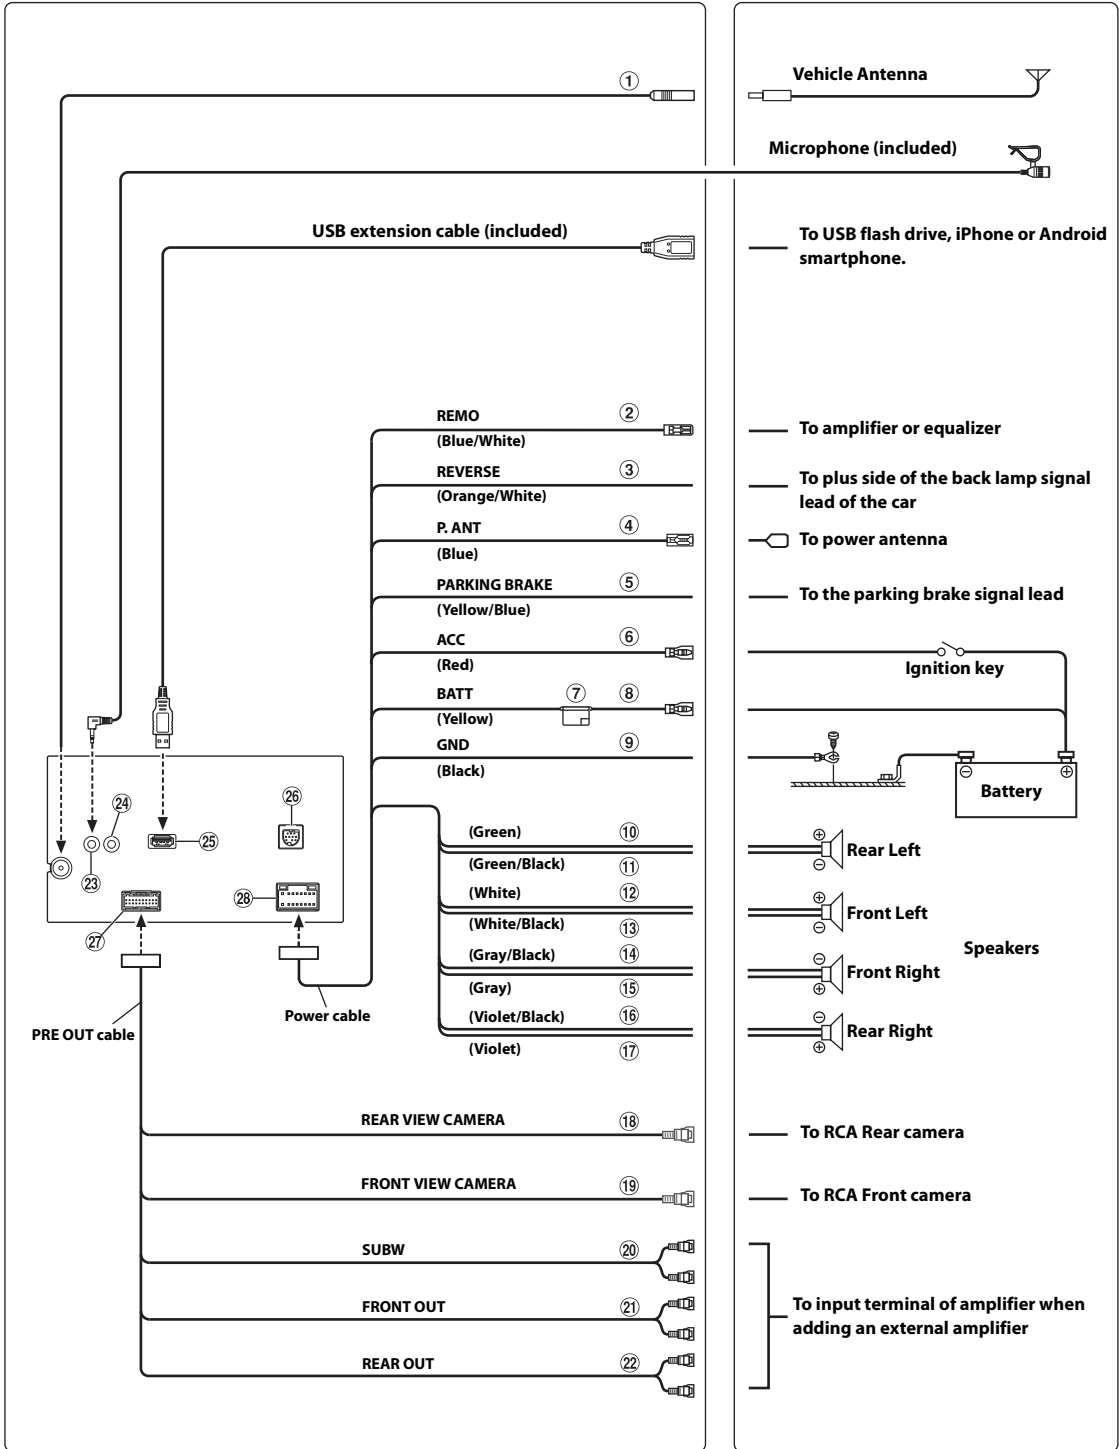 ①
Vehicle Antenna
Microphone (included)
USB extension cable (included)
To USB flash drive, iPhone or Android
smartphone.
REMO
②
(Blue/White)
To amplifier or equalizer
REVERSE
③
(Orange/White)
To plus side of the back lamp signal
lead of the car
P. ANT
④
(Blue)
To power antenna
PARKING BRAKE
⑤
(Yellow/Blue)
To the parking brake signal lead
ACC
⑥
(Red)
Ignition key
BATT
⑦
⑧
(Yellow)
GND
⑨
(Black)
⊖
⊕
Battery
㉔
㉖
㉕
㉓
㉘
㉗
(Green)
⑩
(Green/Black)
⑪
⊕
⊖
Rear Left
(White)
⑫
(White/Black)
⑬
⊕
⊖
Front Left
Speakers
(Gray/Black)
⑭
(Gray)
⑮
⊖
⊕
Front Right
(Violet/Black)
⑯
(Violet)
⑰
⊖
⊕
Rear Right
Power cable
PRE OUT cable
REAR VIEW CAMERA
⑱
To RCA Rear camera
FRONT VIEW CAMERA
⑲
To RCA Front camera
SUBW
⑳
FRONT OUT
㉑
To input terminal of amplifier when
adding an external amplifier
REAR OUT
㉒